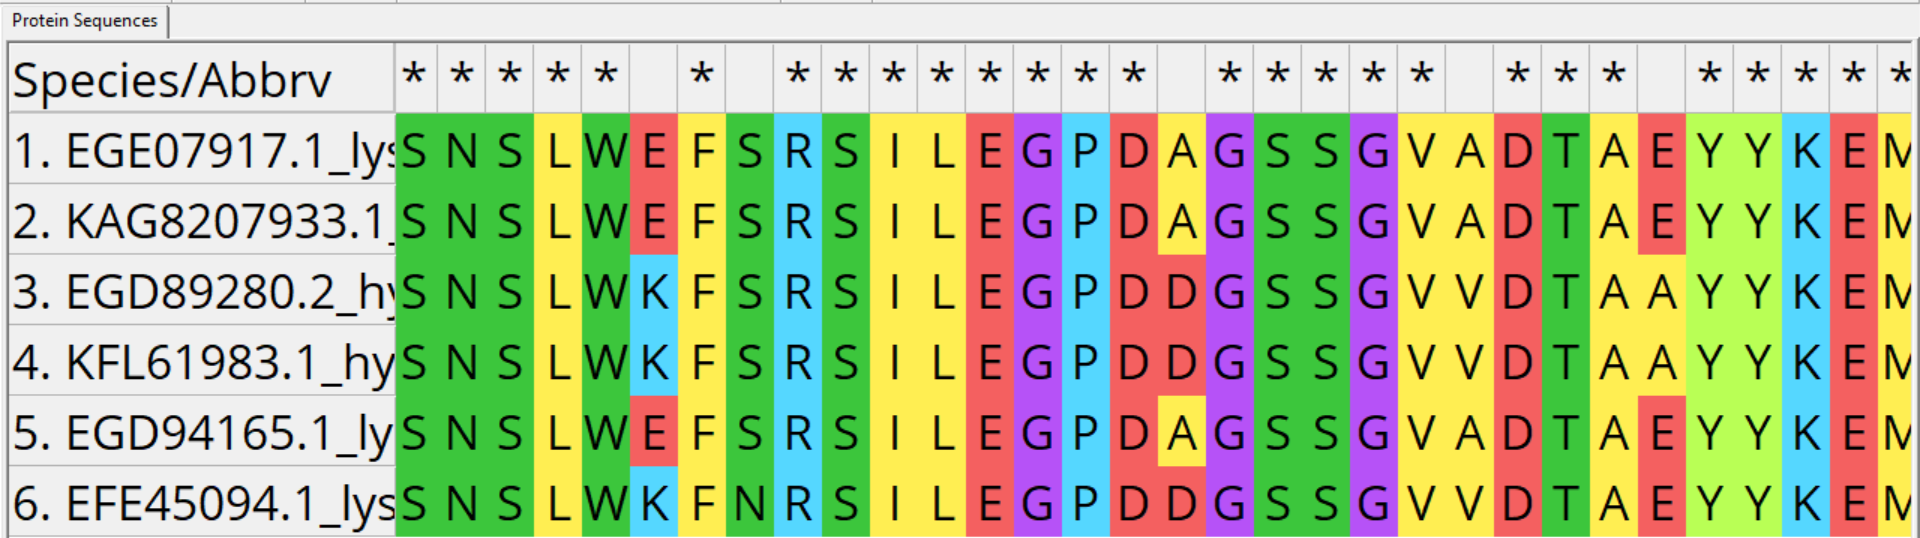 Protein Sequences
Species/Abbrv * * * * * * * * * * * * * * * * * * * * * * * * * * *
1. EGE07917.1_lys S N S L W E F S R S I L E G P D A G S S G V A D T A E Y Y K E M
2. KAG8207933.1_ S N S L W E F S R S I L E G P D A G S S G V A D T A E Y Y K E M
3. EGD89280.2_hy S N S L W K F S R S I L E G P D D G S S G V V D T A A Y Y K E M
4. KFL61983.1_hy S N S L W K F S R S I L E G P D D G S S G V V D T A A Y Y K E M
5. EGD94165.1_ly S N S L W E F S R S I L E G P D A G S S G V A D T A E Y Y K E M
6. EFE45094.1_lys S N S L W K F N R S I L E G P D D G S S G V V D T A E Y Y K E M